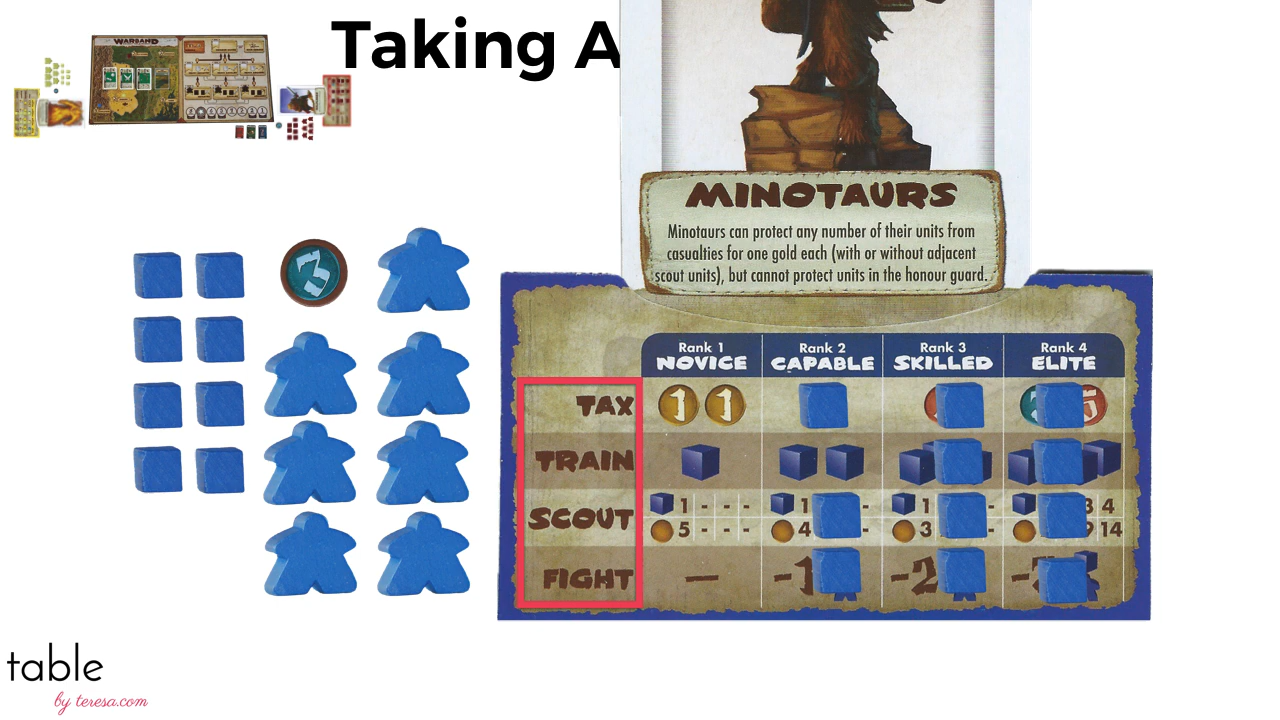 Taking A
WARBAND
3
MINOTAURS
Minotaurs can protect any number of their units from
casualties for one gold each (with or without adjacent
scout units), but cannot protect units in the honour guard.
Rank 1 Rank 2 Rank 3 Rank 4
NOVICE CAPABLE SKILLED ELITE
TAX 1 1
TRAIN
SCOUT 1 - - - 1 - 1 - 3 4
5 - - - 4 - 3 - 14
FIGHT — -1 -2
table
by teresa.com